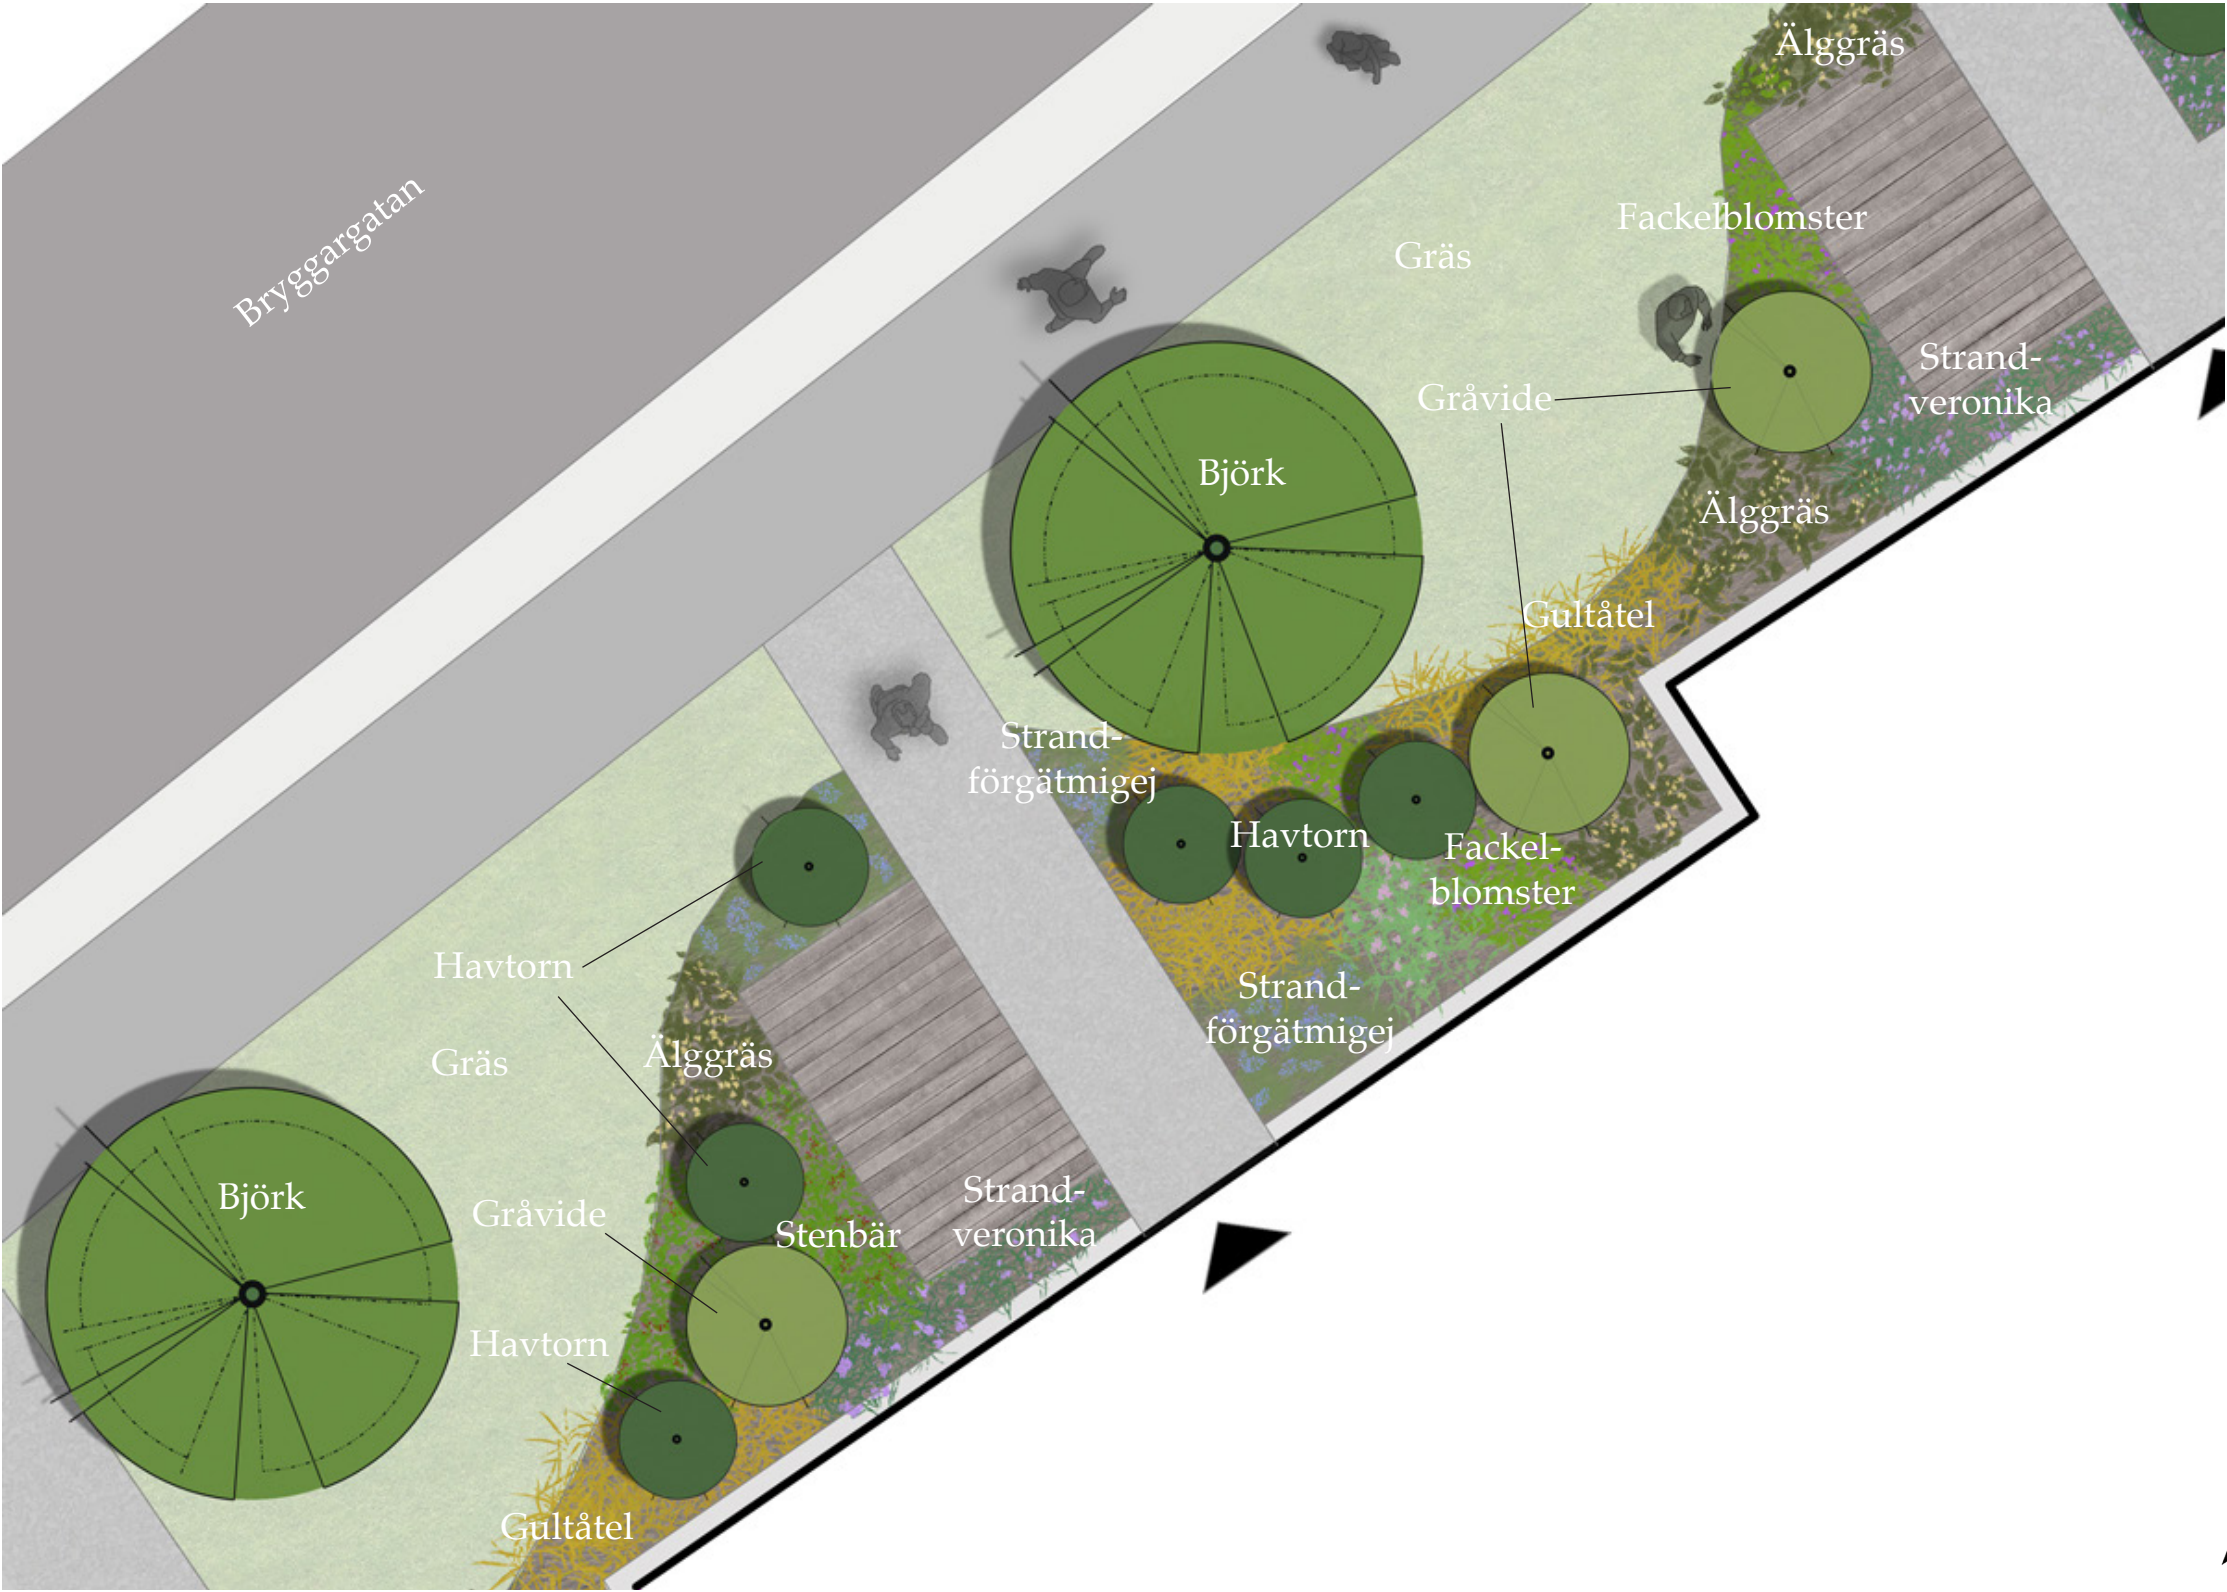 Älggräs
Bryggargatan
Fackelblomster
Gräs
Strand-
veronika
Gråvide
Björk
Älggräs
Gultåtel
Strand-
förgätmigej
Havtorn
Fackel-
blomster
Havtorn
Strand-
förgätmigej
Gräs
Älggräs
Björk
Gråvide
Stenbär
Strand-
veronika
Havtorn
Gultåtel